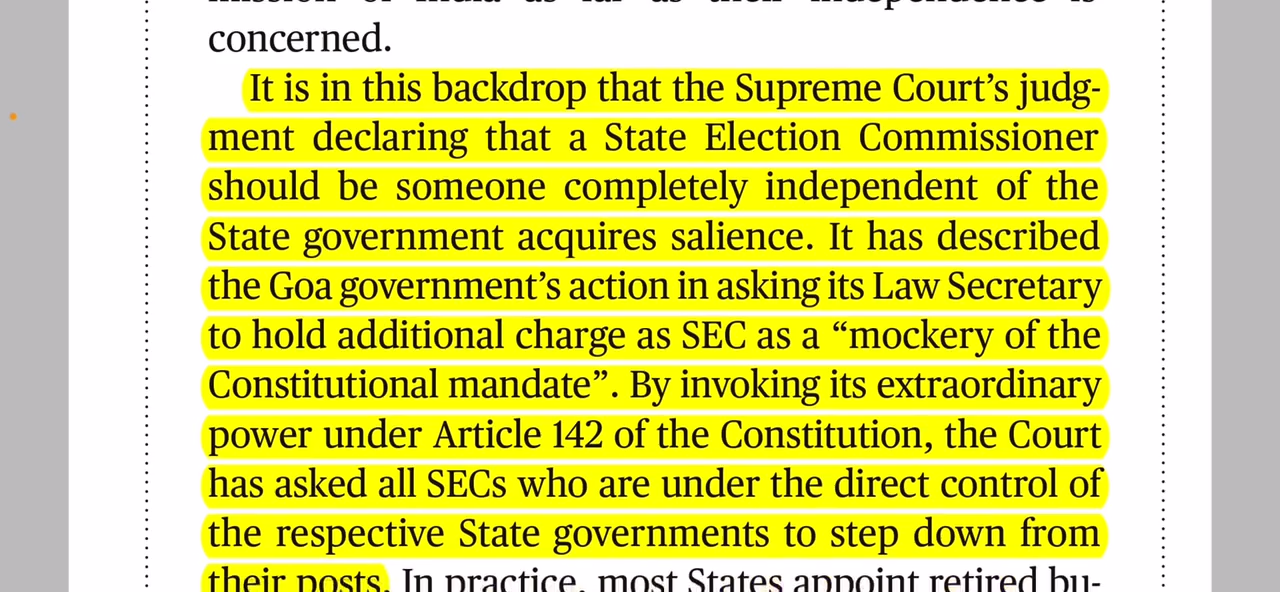 concerned.
It is in this backdrop that the Supreme Court’s judg-
ment declaring that a State Election Commissioner
should be someone completely independent of the
State government acquires salience. It has described
the Goa government’s action in asking its Law Secretary
to hold additional charge as SEC as a “mockery of the
Constitutional mandate”. By invoking its extraordinary
power under Article 142 of the Constitution, the Court
has asked all SECs who are under the direct control of
the respective State governments to step down from
their posts. In practice, most States appoint retired bu-